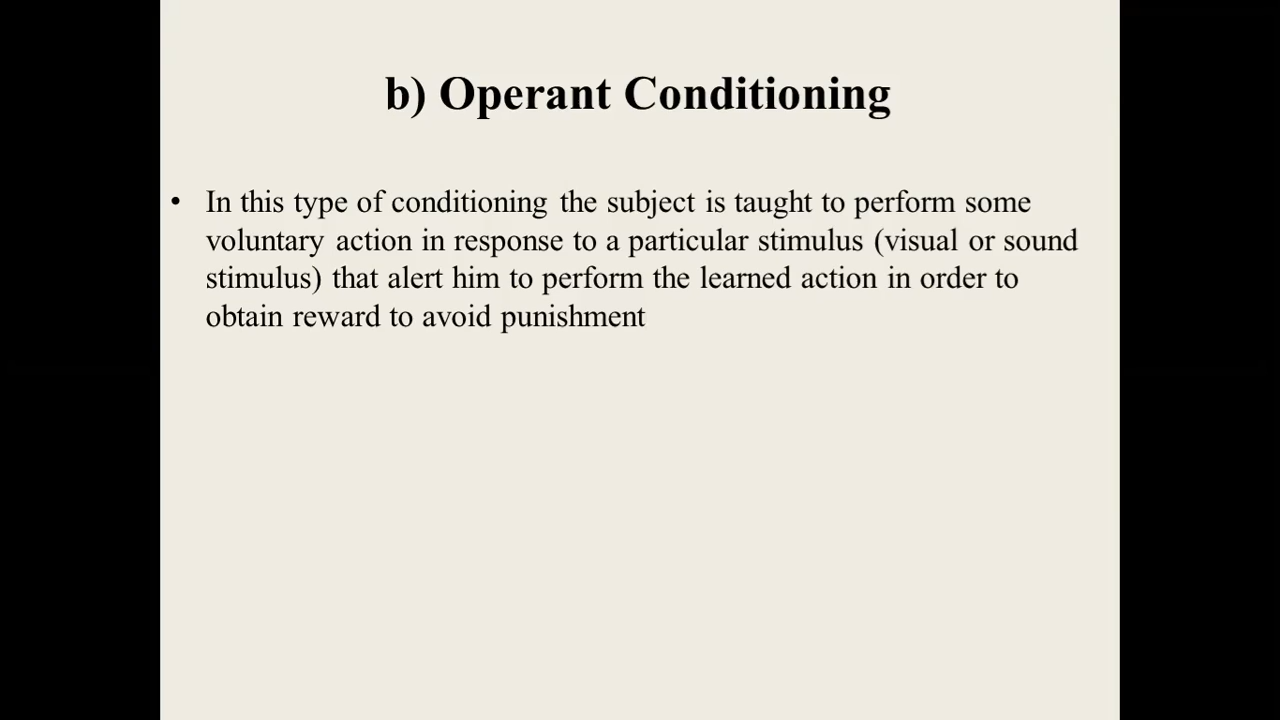 b) Operant Conditioning
• In this type of conditioning the subject is taught to perform some
voluntary action in response to a particular stimulus (visual or sound
stimulus) that alert him to perform the learned action in order to
obtain reward to avoid punishment